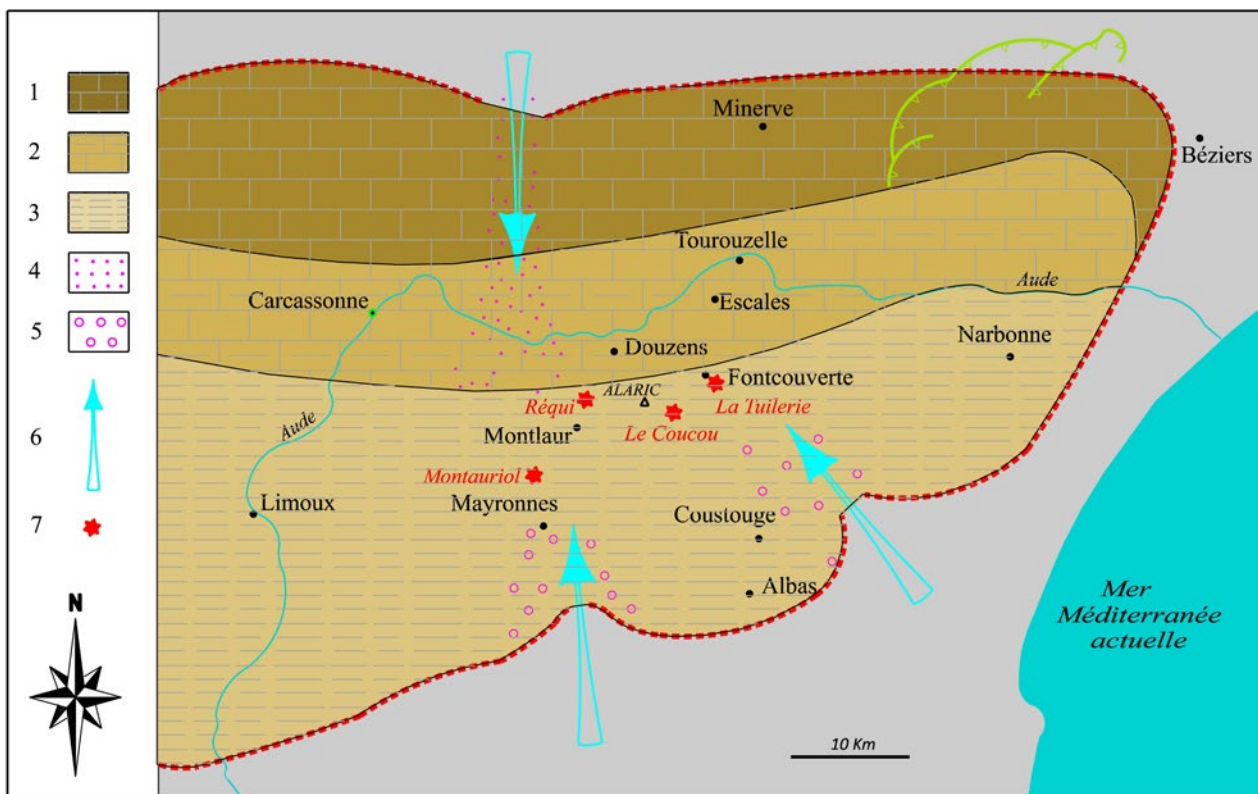 1
2
3
4
5
6
7
N
Minerve
Béziers
Tourouzelle
Carcassonne
Escales
Aude
Narbonne
Douzens
Fontcouverte
ALARIC
Réqui
La Tuilerie
Aude
Montlaur
Le Coucou
Montauriol
Limoux
Mayronnes
Coustouge
Albas
Mer
Méditerranée
actuelle
10 Km